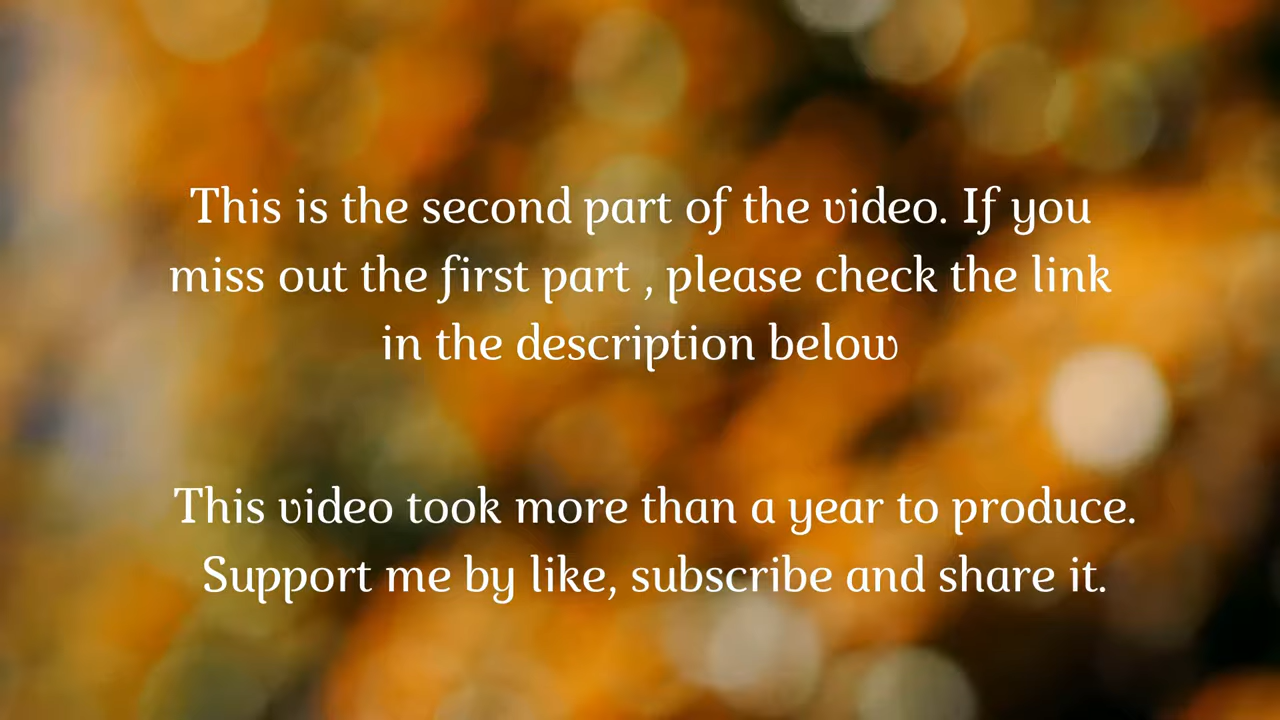 This is the second part of the video. If you
miss out the first part , please check the link
in the description below
This video took more than a year to produce.
Support me by like, subscribe and share it.